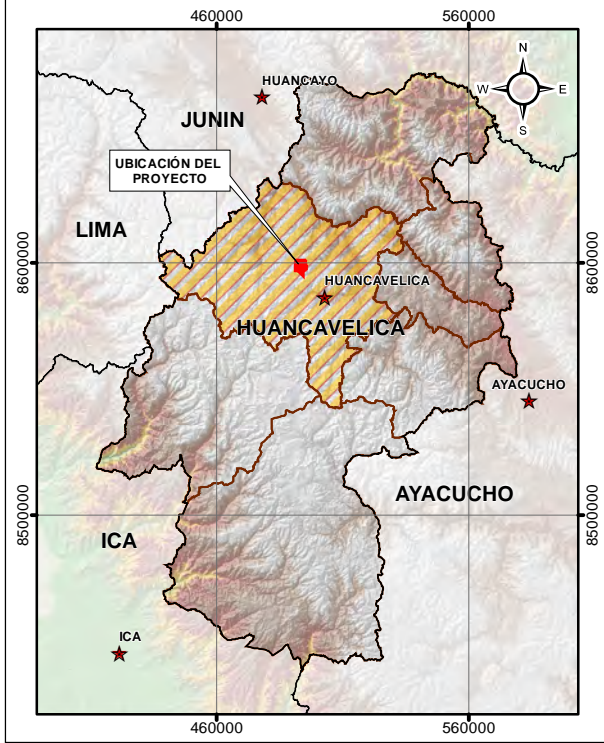 460000
560000
N
W
E
S
HUANCAYO
JUNIN
UBICACIÓN DEL
PROYECTO
LIMA
8600000
8600000
HUANCAVELICA
HUANCAVELICA
AYACUCHO
AYACUCHO
8500000
8500000
ICA
ICA
460000
560000